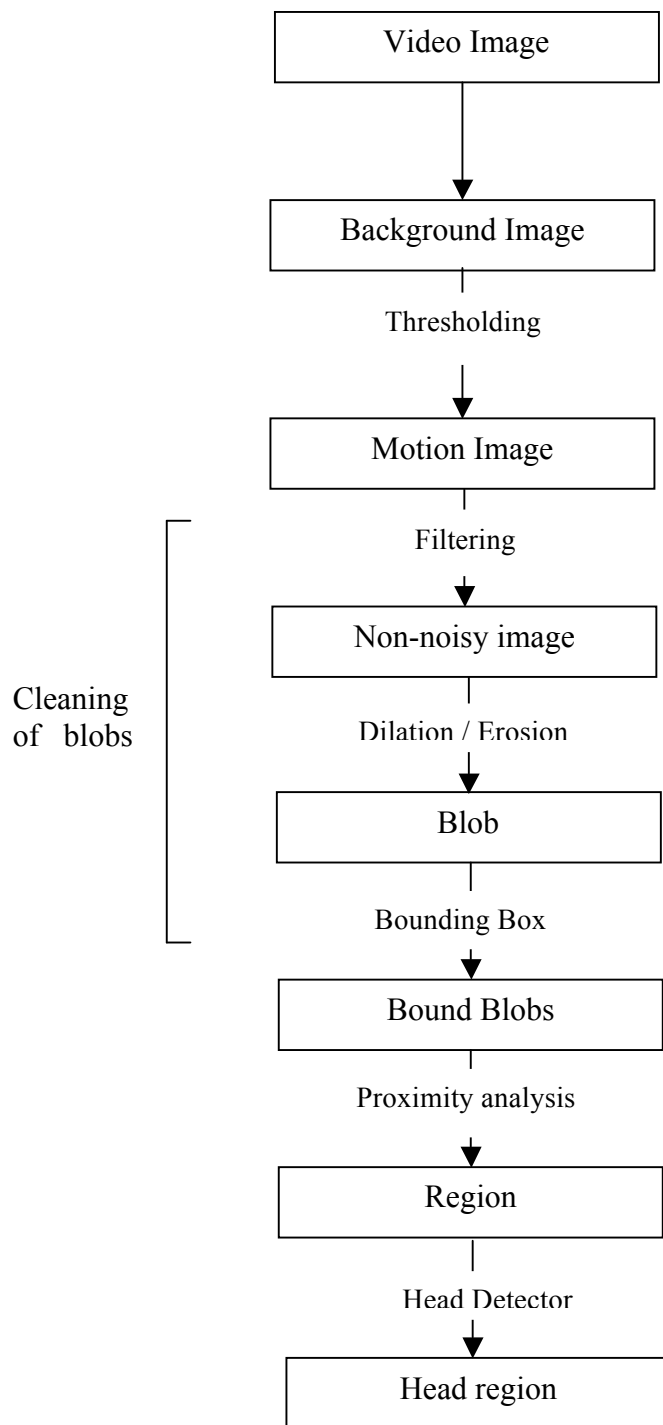 Video Image
Background Image
Thresholding
Motion Image
Filtering
Non-noisy image
Cleaning
of blobs
Dilation / Erosion
Blob
Bounding Box
Bound Blobs
Proximity analysis
Region
Head Detector
Head region